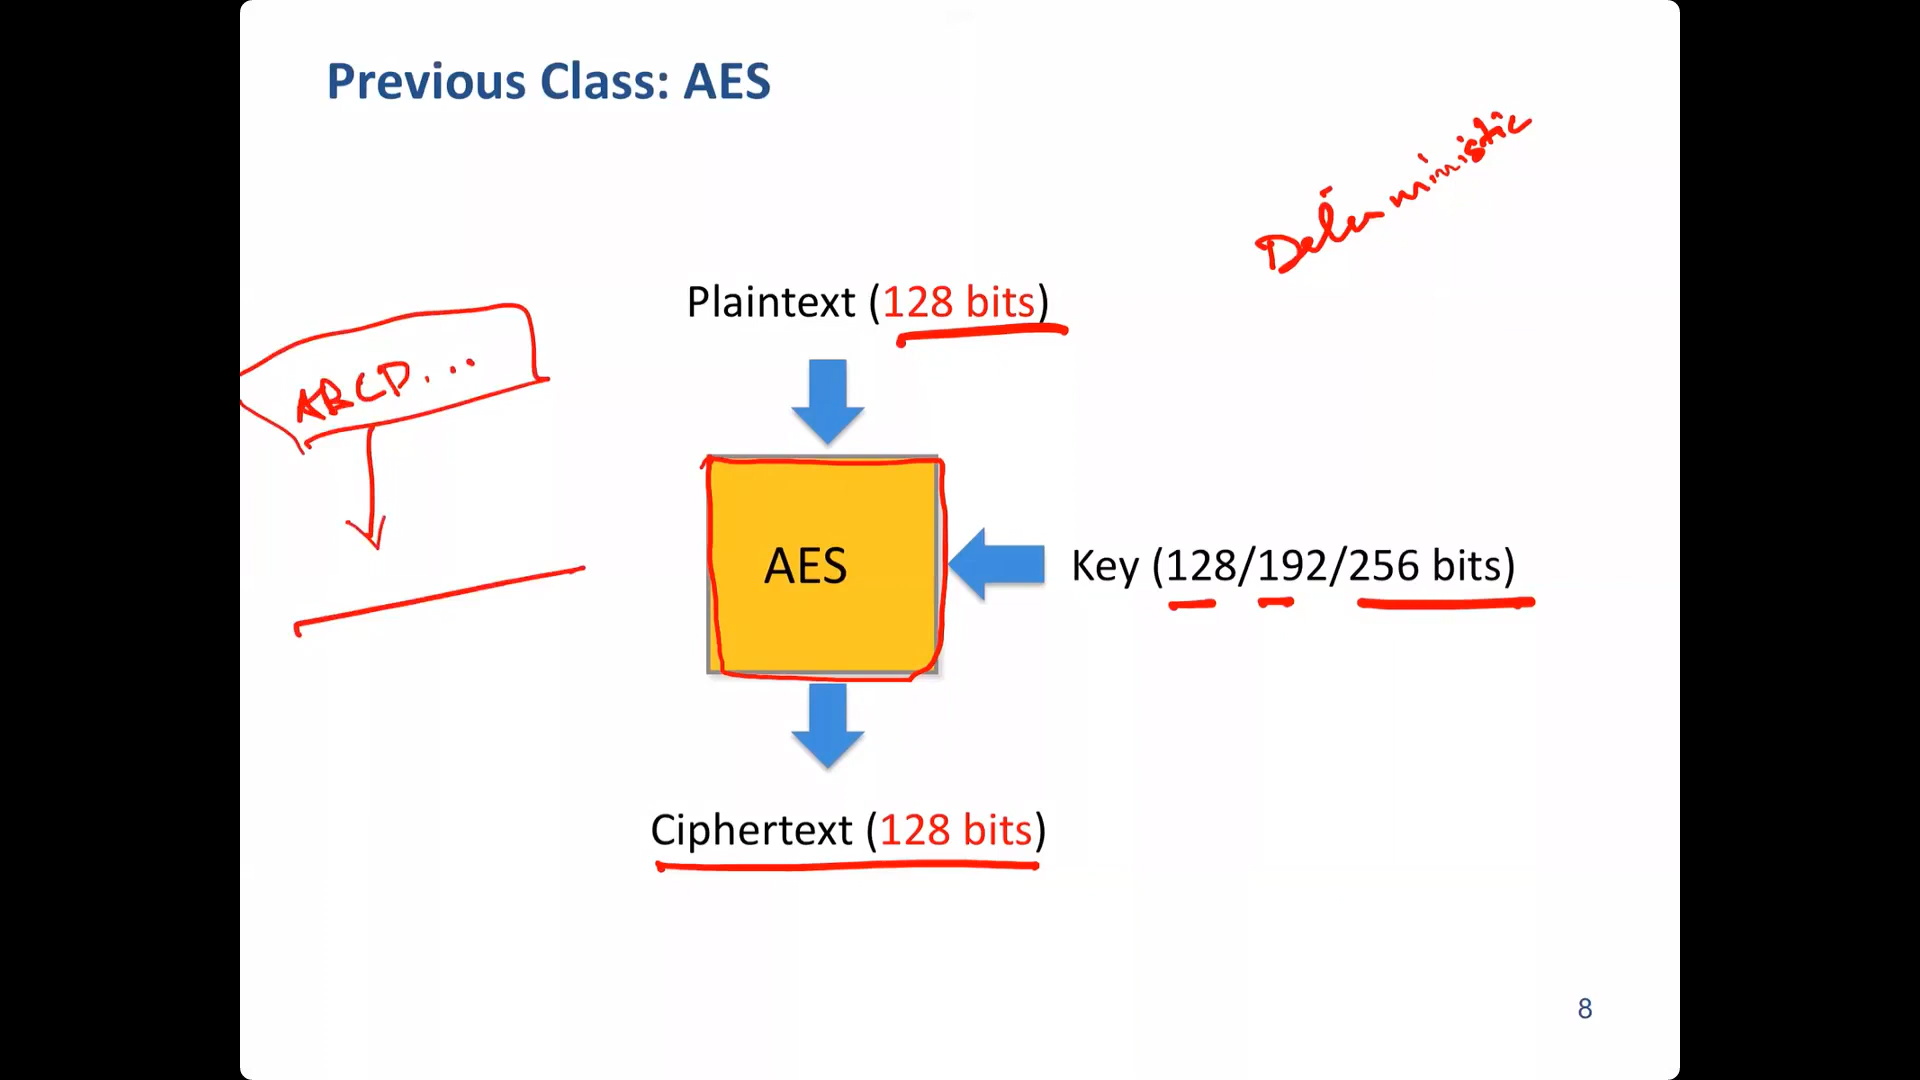 Previous Class: AES
Deterministic
Plaintext (128 bits)
ABCD...
AES
Key (128/192/256 bits)
Ciphertext (128 bits)
8